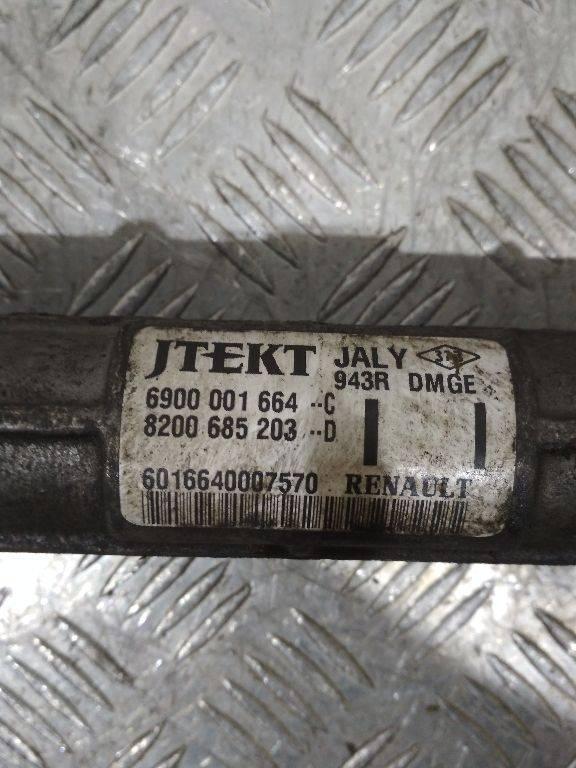 JTEKT JALY
943R DMGE
6900 001 664 --C
8200 685 203 --D
6016640007570 RENAULT